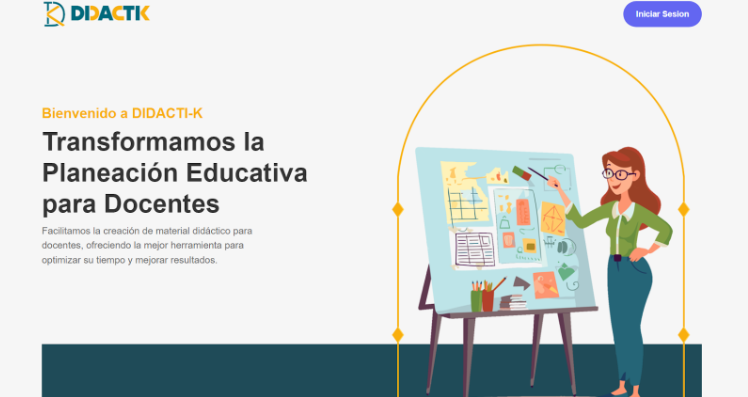 DIDACTIK
Iniciar Sesion
Bienvenido a DIDACTI-K
Transformamos la
Planeación Educativa
para Docentes
Facilitamos la creación de material didáctico para
docentes, ofreciendo la mejor herramienta para
optimizar su tiempo y mejorar resultados.